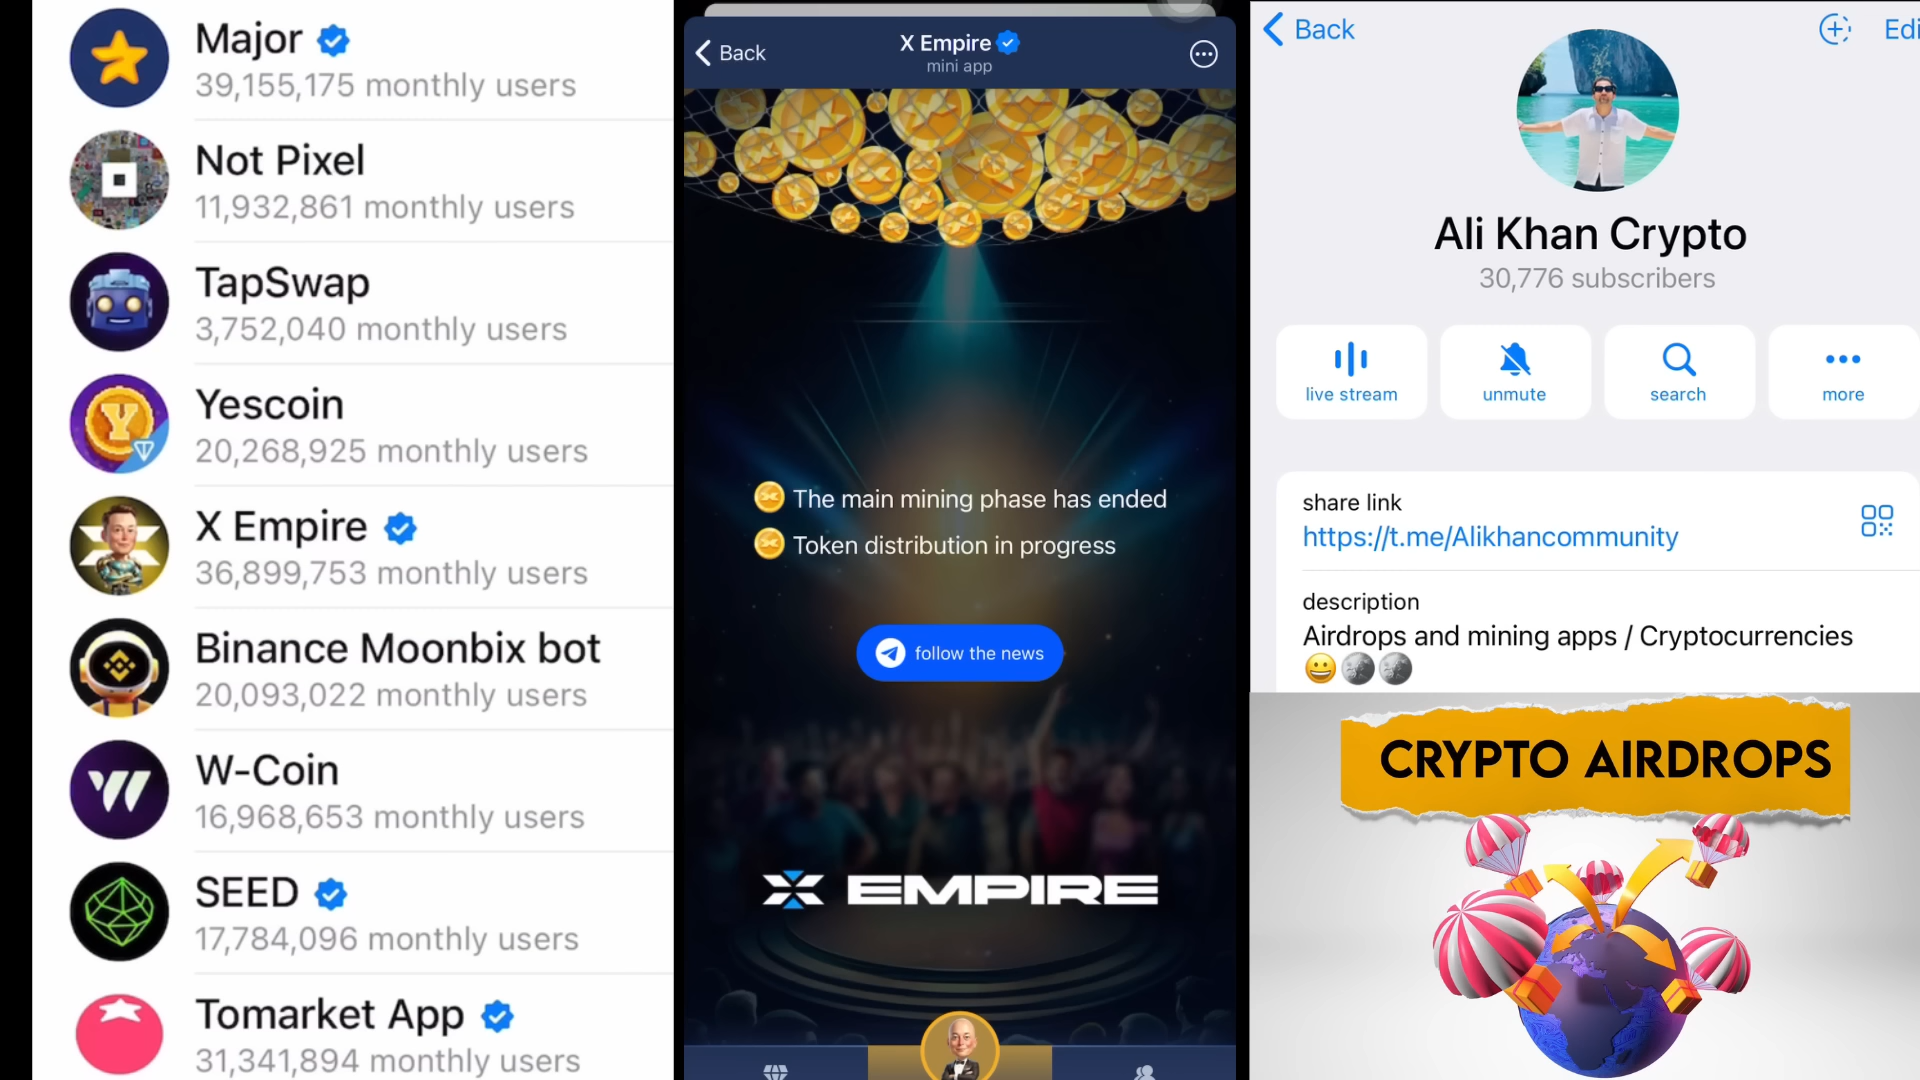 Major
39,155,175 monthly users
Not Pixel
11,932,861 monthly users
TapSwap
3,752,040 monthly users
Yescoin
20,268,925 monthly users
X Empire
36,899,753 monthly users
Binance Moonbix bot
20,093,022 monthly users
W-Coin
16,968,653 monthly users
SEED
17,784,096 monthly users
Tomarket App
31,341,894 monthly users
Back
X Empire
mini app
The main mining phase has ended
Token distribution in progress
follow the news
X EMPIRE
Back
Edi
Ali Khan Crypto
30,776 subscribers
live stream
unmute
search
more
share link
https://t.me/Alikhancommunity
description
Airdrops and mining apps / Cryptocurrencies
😀🌚🌚
CRYPTO AIRDROPS